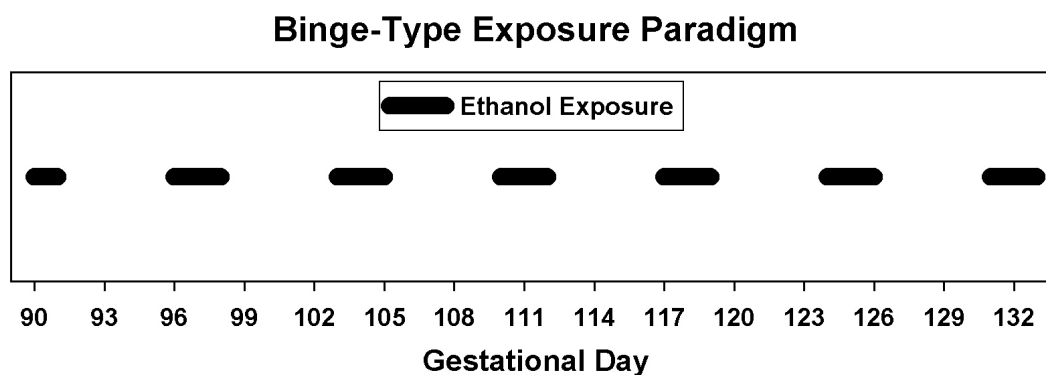 Binge-Type Exposure Paradigm
Ethanol Exposure
90 93 96 99 102 105 108 111 114 117 120 123 126 129 132
Gestational Day